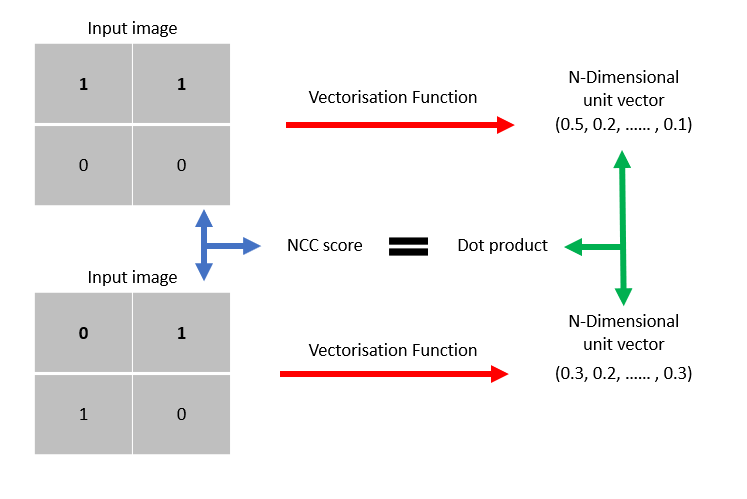 Input image
1 1
0 0
Vectorisation Function
N-Dimensional
unit vector
(0.5, 0.2, ...... , 0.1)
NCC score = Dot product
Input image
0 1
1 0
Vectorisation Function
N-Dimensional
unit vector
(0.3, 0.2, ...... , 0.3)